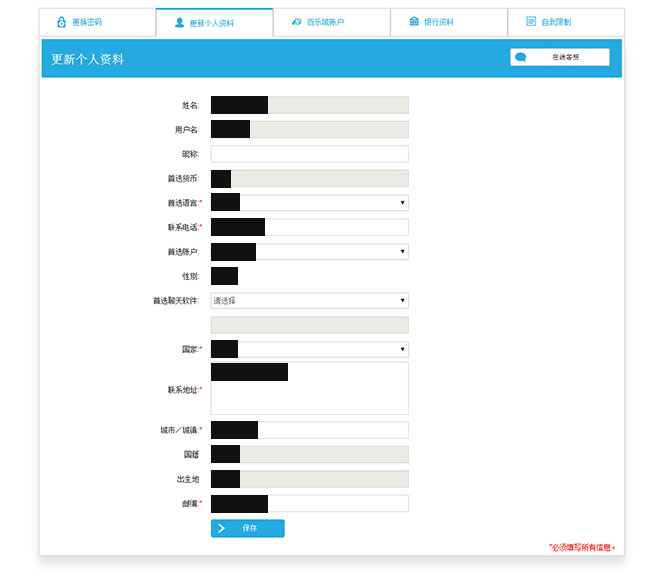 更换密码
更新个人资料
百乐城账户
银行资料
自我限制
更新个人资料
在线客服
姓名:
用户名:
昵称:
首选货币:
首选语言:*
联系电话:*
首选账户:
性别:
首选聊天软件:
请选择
国家:*
联系地址:*
城市／城镇:*
国籍
出生地
邮编:*
保存
*必须填写所有信息。